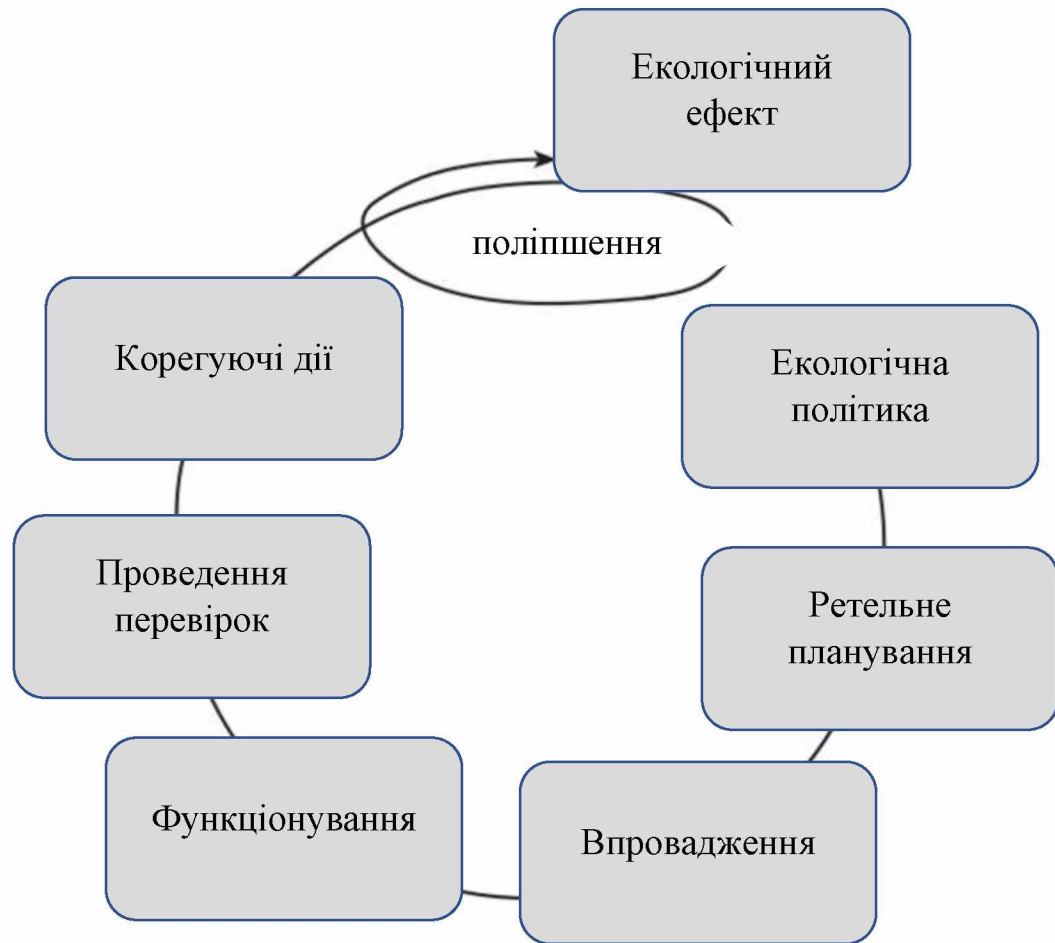 Екологічний
ефект
поліпшення
Корегуючі дії
Екологічна
політика
Проведення
перевірок
Ретельне
планування
Функціонування
Впровадження